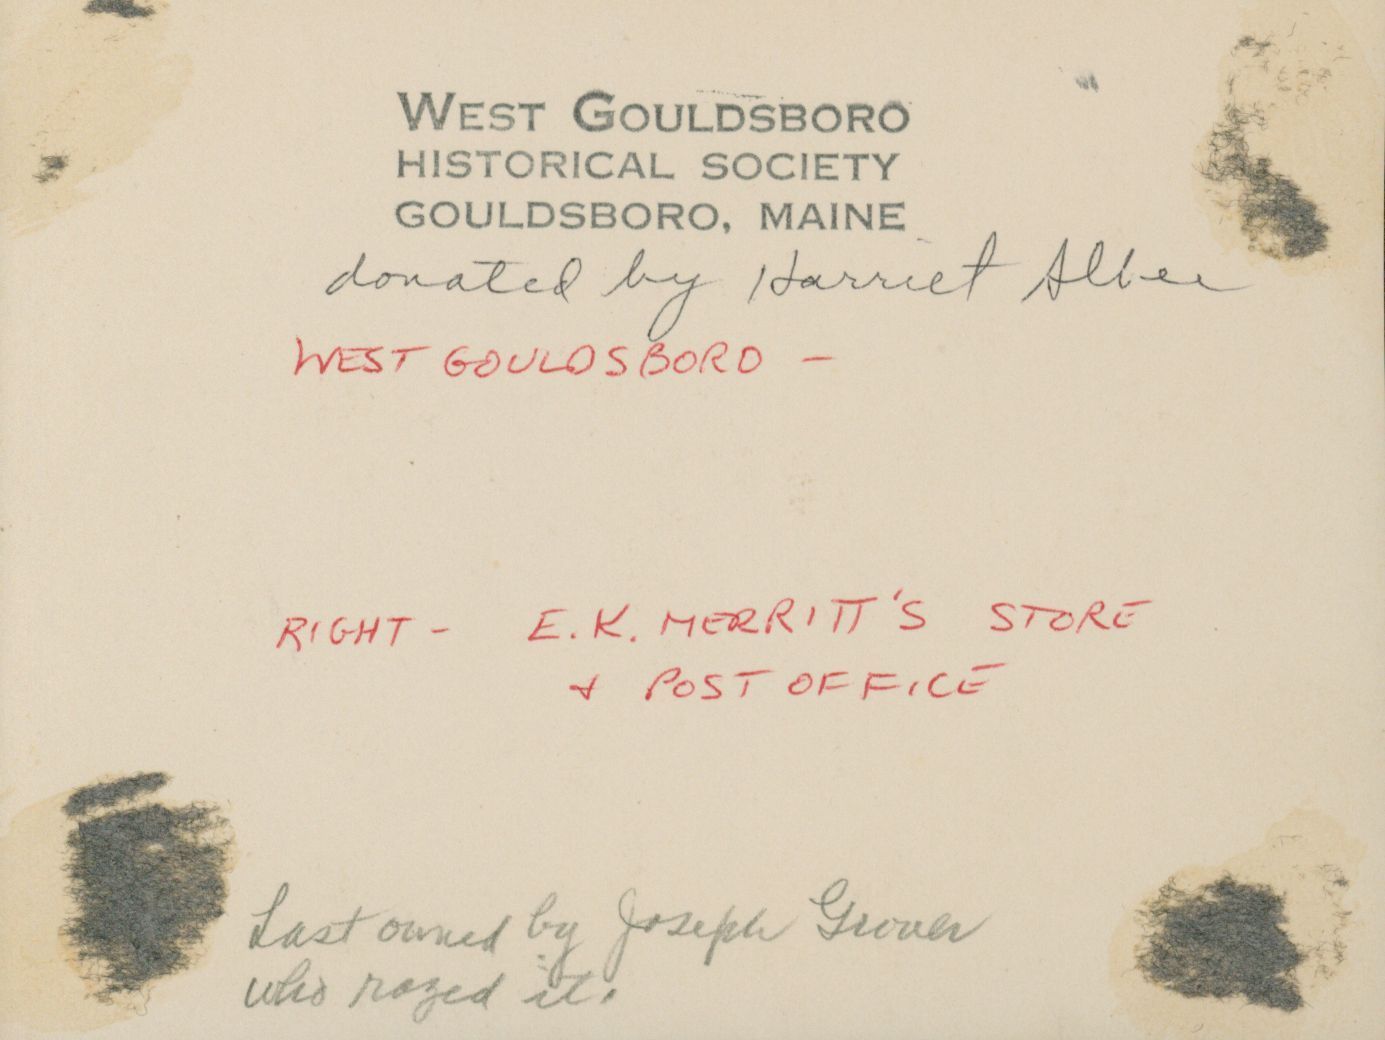 WEST GOULDSBORO
HISTORICAL SOCIETY
GOULDSBORO, MAINE
donated by Harriet Albee
WEST GOULDSBORO -
RIGHT - E.K. MERRITT'S STORE
+ POST OFFICE
Last owned by Joseph Grover
who razed it.